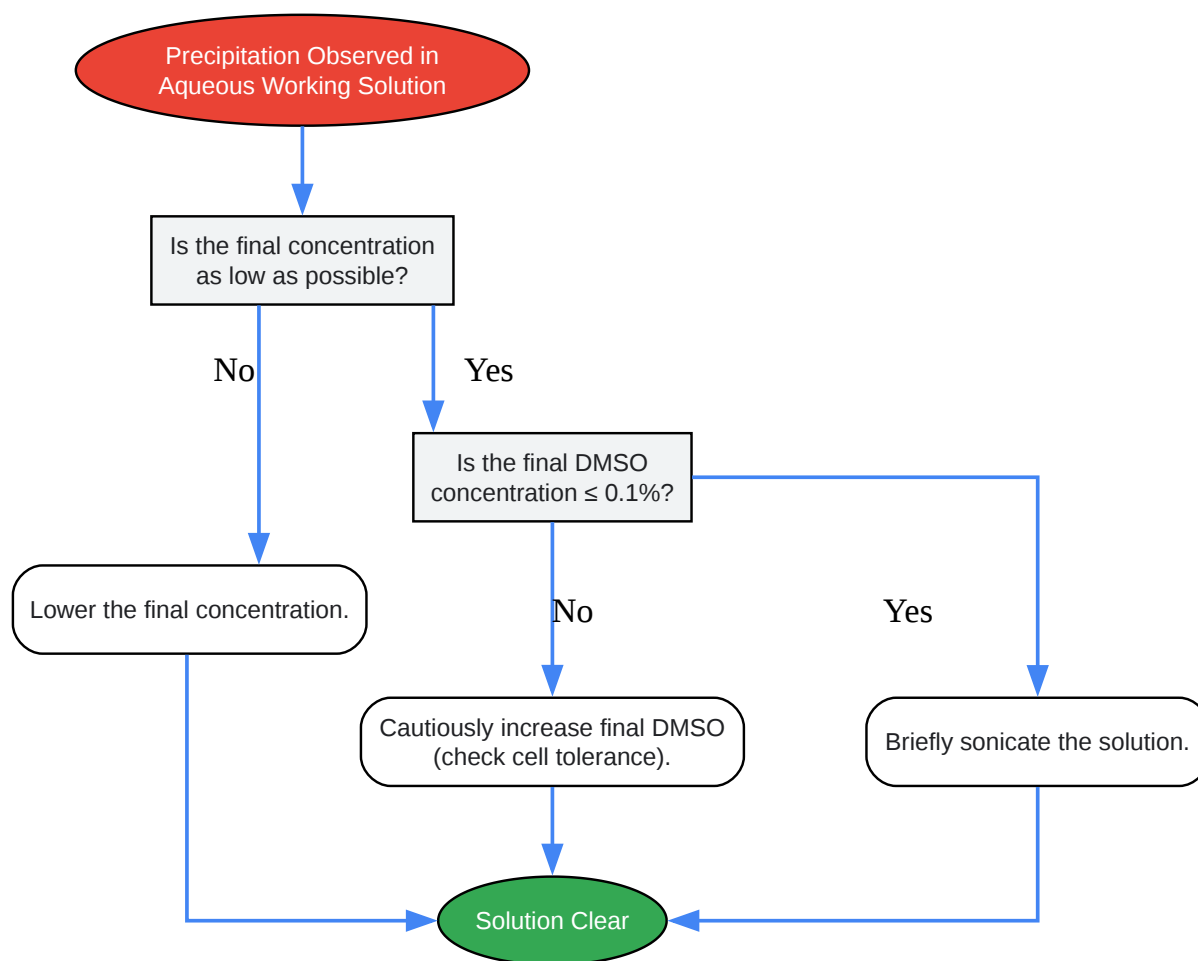 Precipitation Observed in
Aqueous Working Solution
Is the final concentration
as low as possible?
No
Yes
Is the final DMSO
concentration ≤ 0.1%?
Lower the final concentration.
No
Yes
Cautiously increase final DMSO
(check cell tolerance).
Briefly sonicate the solution.
Solution Clear